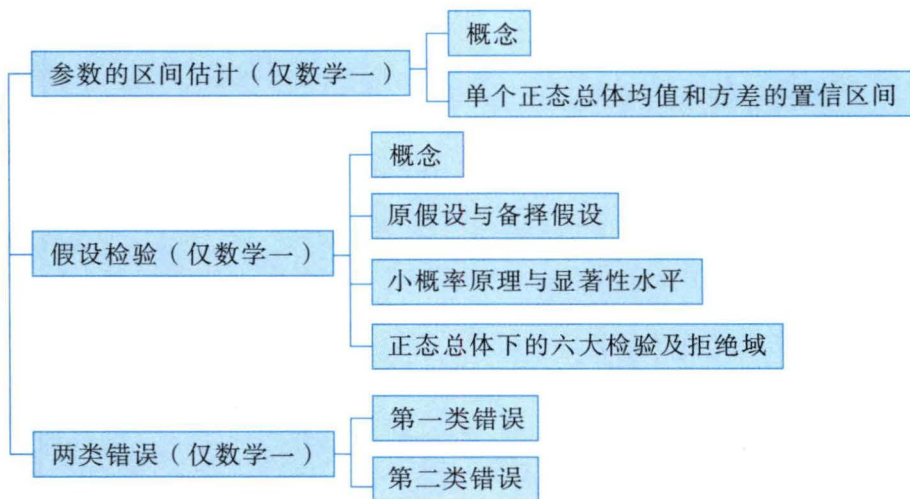 概念
参数的区间估计（仅数学一）
单个正态总体均值和方差的置信区间
概念
原假设与备择假设
假设检验（仅数学一）
小概率原理与显著性水平
正态总体下的六大检验及拒绝域
第一类错误
两类错误（仅数学一）
第二类错误